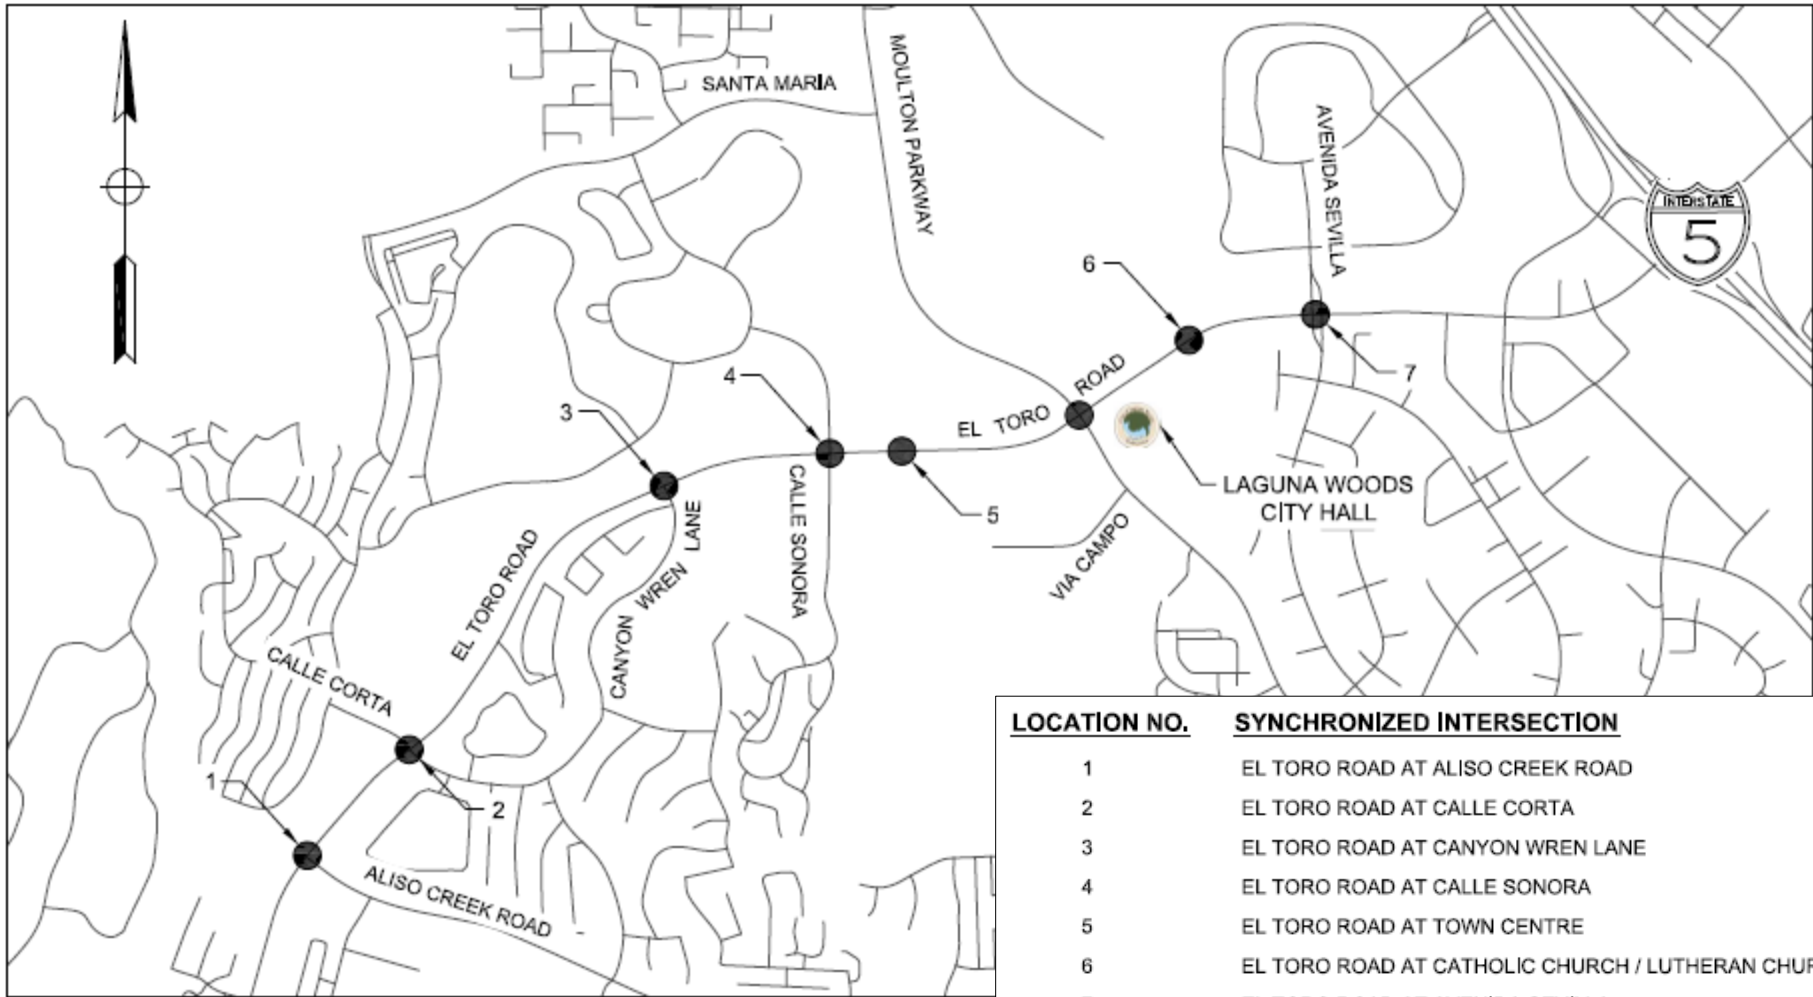 SANTA MARIA
MOULTON PARKWAY
AVENIDA SEVILLA
INTERSTATE
5
6
7
4
3
EL TORO ROAD
5
LAGUNA WOODS
CITY HALL
CALLE SONORA
CANYON WREN LANE
VIA CAMPO
EL TORO ROAD
CALLE CORTA
1
2
ALISO CREEK ROAD
LOCATION NO. SYNCHRONIZED INTERSECTION
1 EL TORO ROAD AT ALISO CREEK ROAD
2 EL TORO ROAD AT CALLE CORTA
3 EL TORO ROAD AT CANYON WREN LANE
4 EL TORO ROAD AT CALLE SONORA
5 EL TORO ROAD AT TOWN CENTRE
6 EL TORO ROAD AT CATHOLIC CHURCH / LUTHERAN CHUR